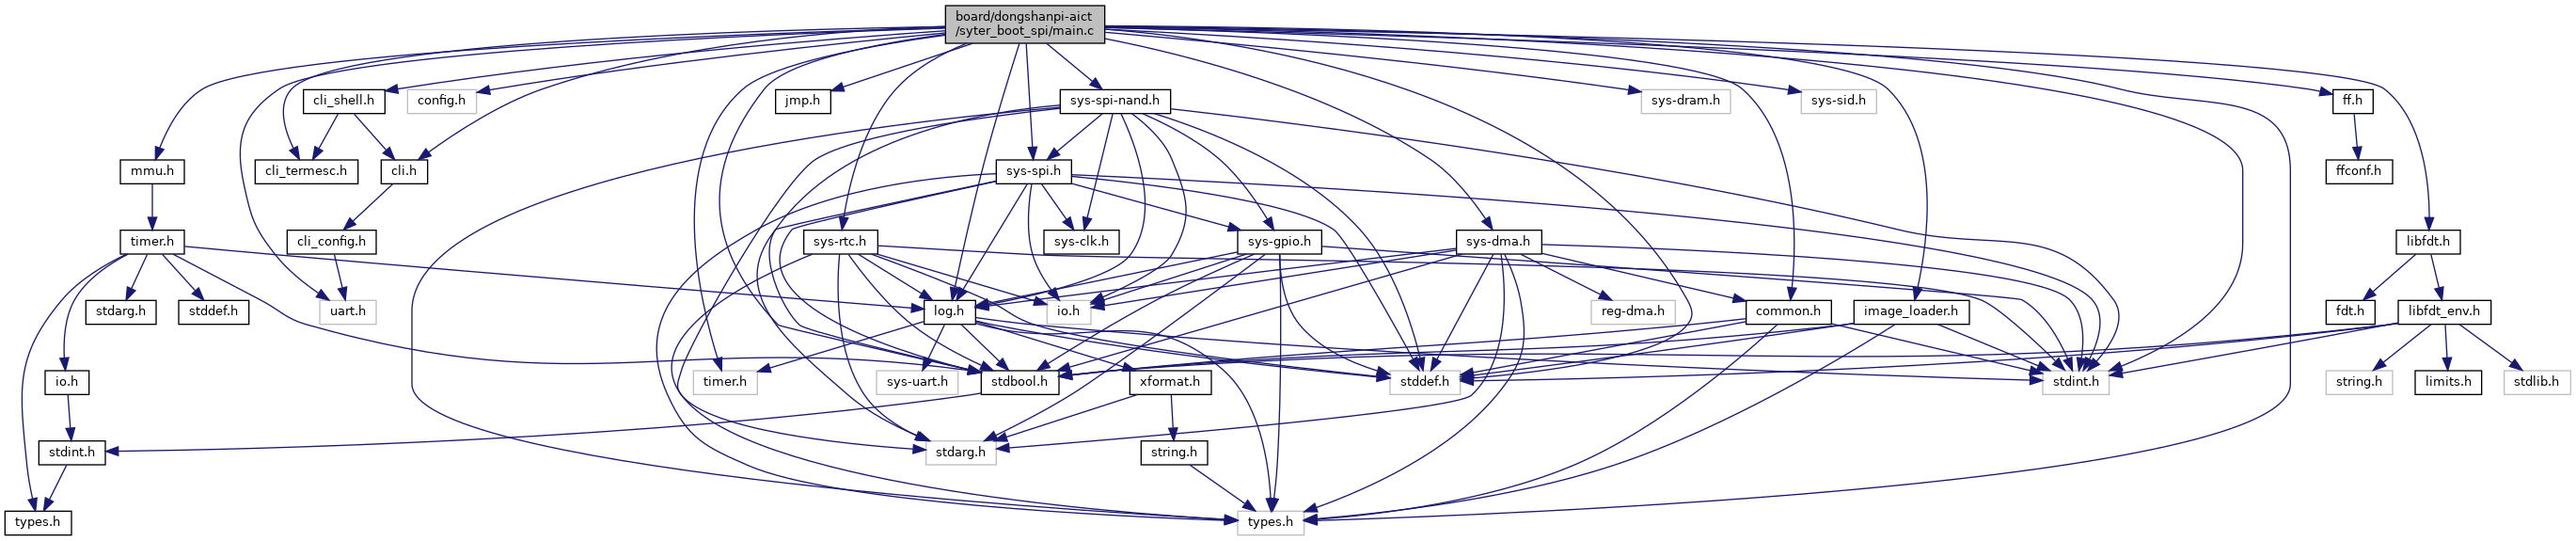 board/dongshanpi-aict
/syter_boot_spi/main.c
cli_shell.h
config.h
jmp.h
sys-spi-nand.h
sys-dram.h
sys-sid.h
ff.h
mmu.h
cli_termesc.h
cli.h
sys-spi.h
ffconf.h
timer.h
cli_config.h
sys-rtc.h
sys-clk.h
sys-gpio.h
sys-dma.h
libfdt.h
stdarg.h
stddef.h
uart.h
log.h
io.h
reg-dma.h
common.h
image_loader.h
fdt.h
libfdt_env.h
io.h
timer.h
sys-uart.h
stdbool.h
xformat.h
stddef.h
stdint.h
string.h
limits.h
stdlib.h
stdint.h
stdarg.h
string.h
types.h
types.h